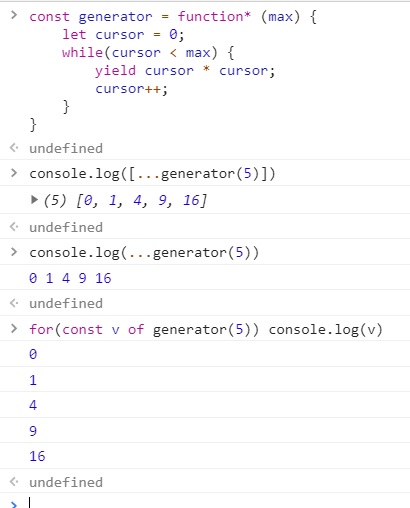 > const generator = function* (max) {
let cursor = 0;
while(cursor < max) {
yield cursor * cursor;
cursor++;
}
}
undefined
> console.log([...generator(5)])
(5) [0, 1, 4, 9, 16]
undefined
> console.log(...generator(5))
0 1 4 9 16
undefined
> for(const v of generator(5)) console.log(v)
0
1
4
9
16
undefined
>